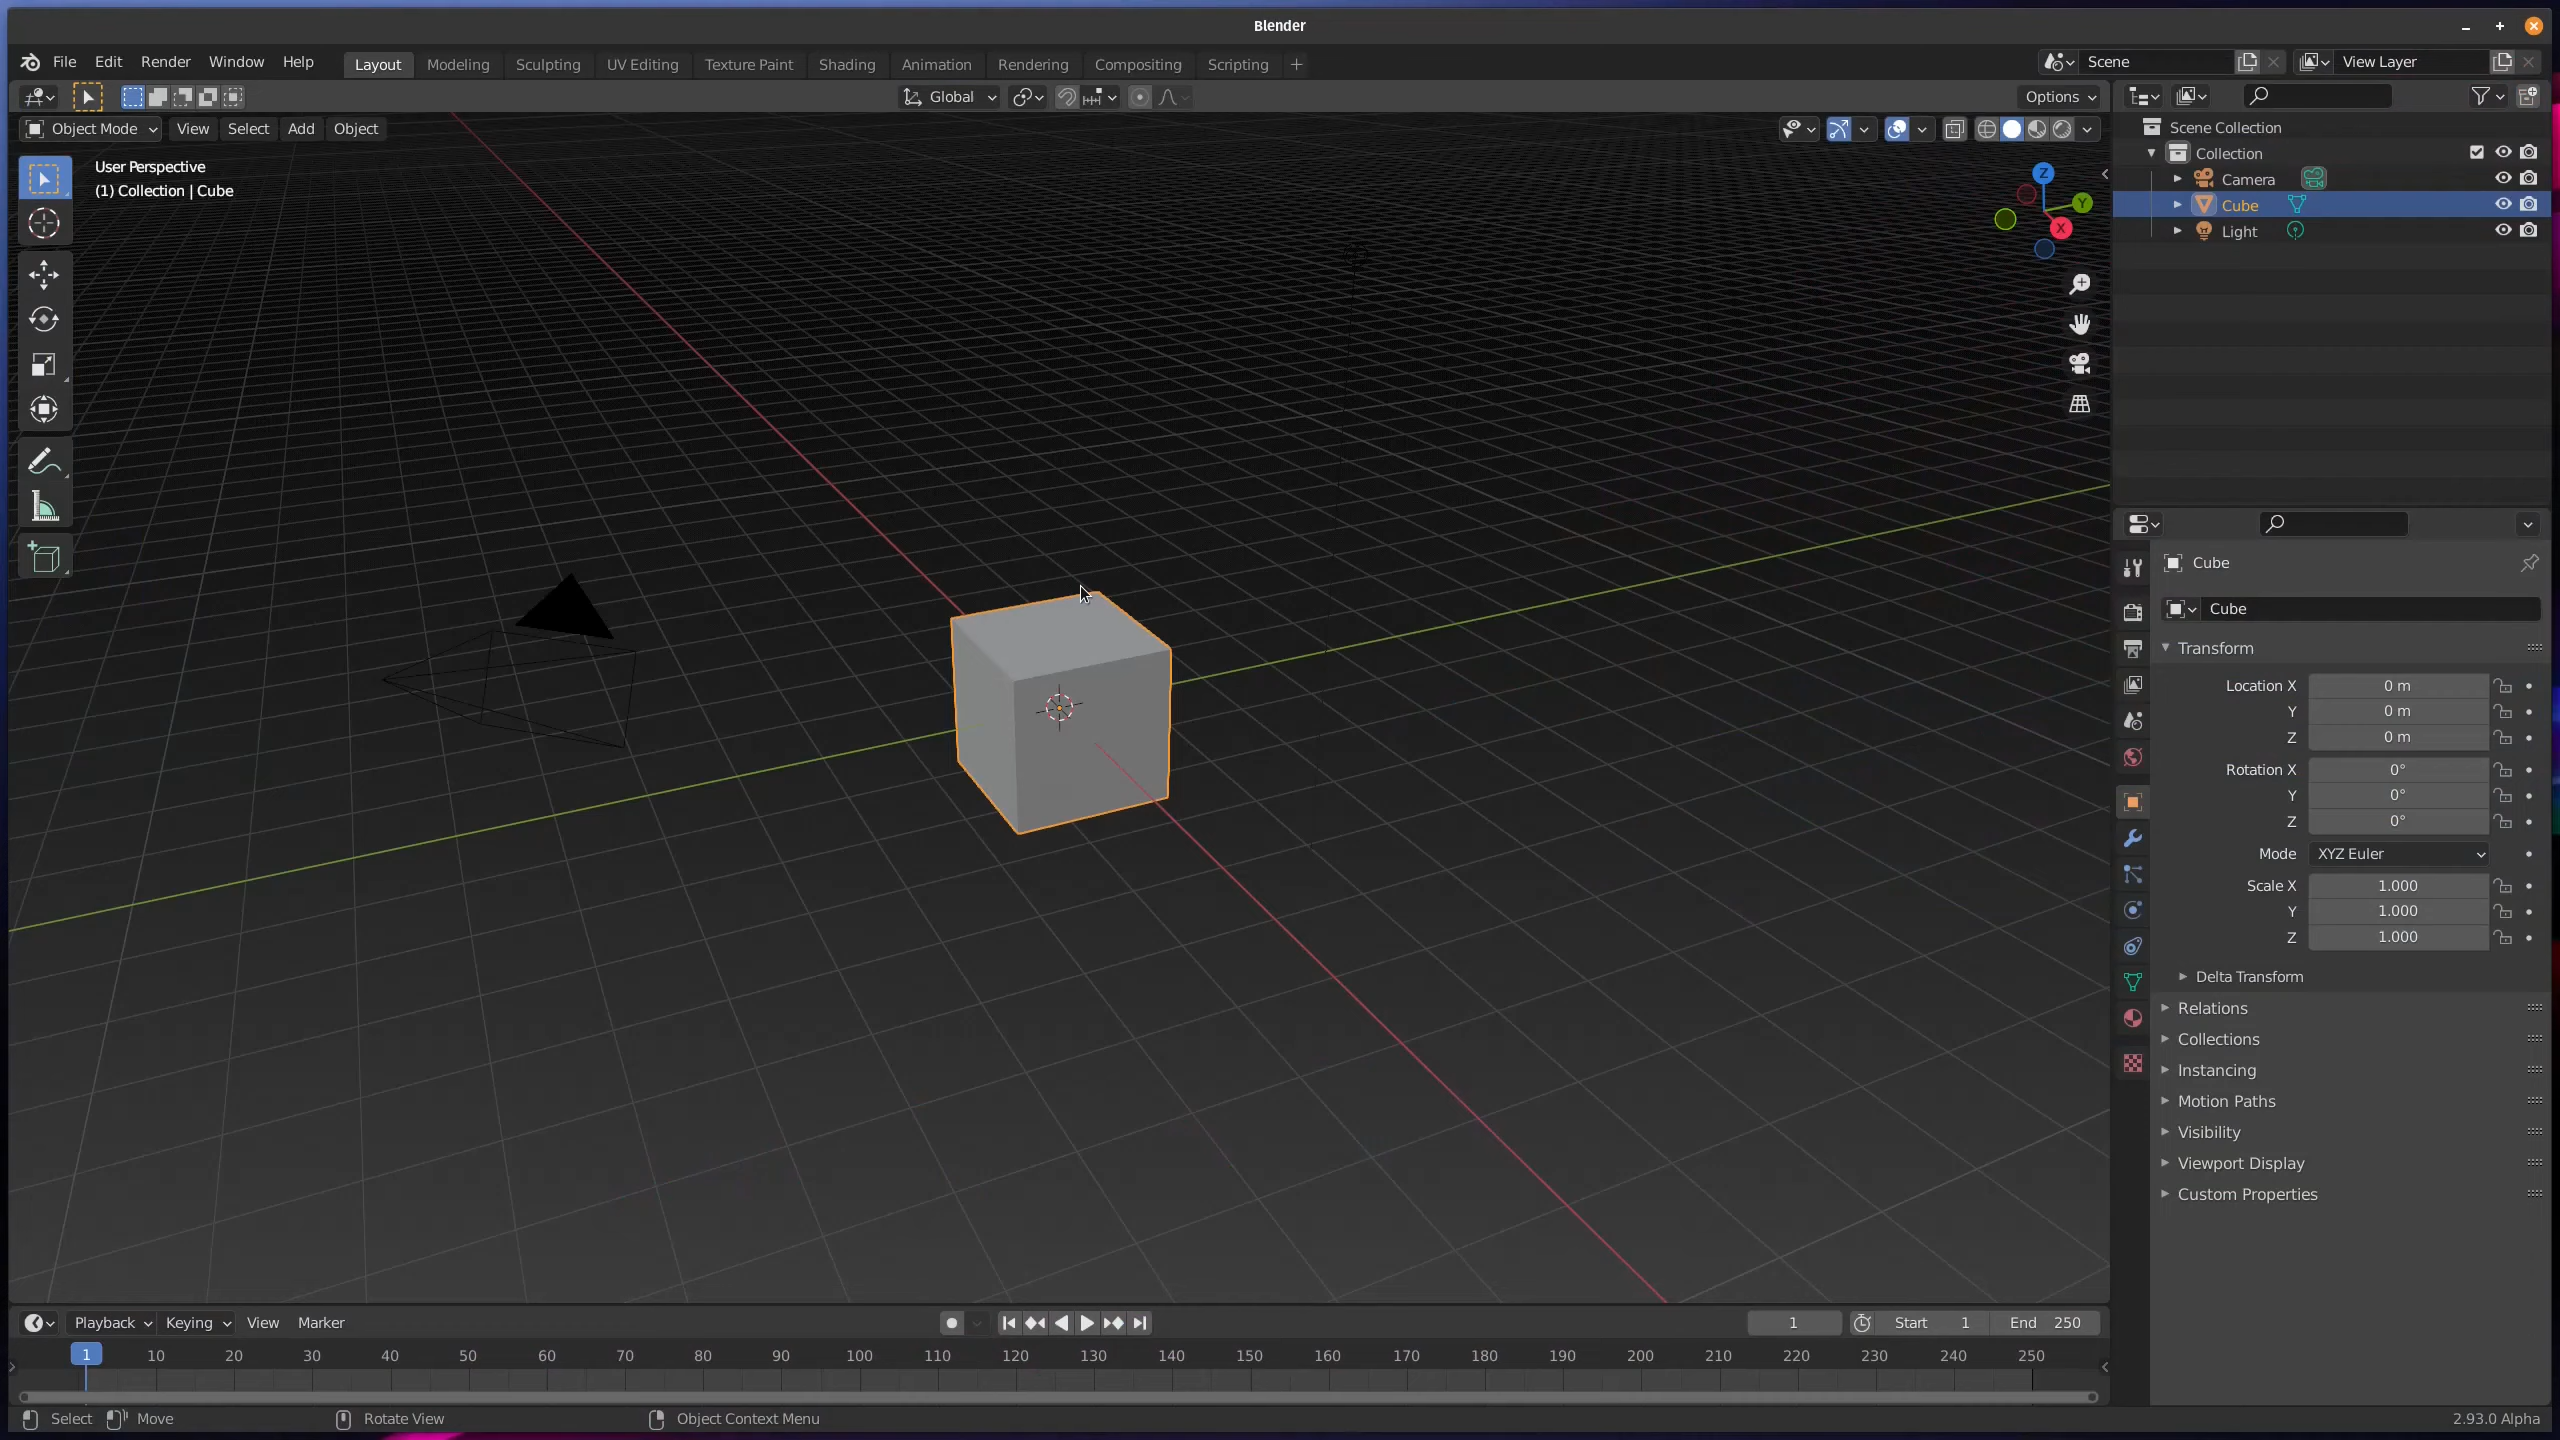 Blender
File Edit Render Window Help Layout Modeling Sculpting UV Editing Texture Paint Shading Animation Rendering Compositing Scripting + Scene View Layer
Global Options
Object Mode View Select Add Object
User Perspective
(1) Collection | Cube
Z
Y
X
Scene Collection
Collection
Camera
Cube
Light
Cube
Cube
Transform
Location X 0 m
Y 0 m
Z 0 m
Rotation X 0°
Y 0°
Z 0°
Mode XYZ Euler
Scale X 1.000
Y 1.000
Z 1.000
Delta Transform
Relations
Collections
Instancing
Motion Paths
Visibility
Viewport Display
Custom Properties
Playback Keying View Marker 1 Start 1 End 250
1 10 20 30 40 50 60 70 80 90 100 110 120 130 140 150 160 170 180 190 200 210 220 230 240 250
Select Move Rotate View Object Context Menu 2.93.0 Alpha